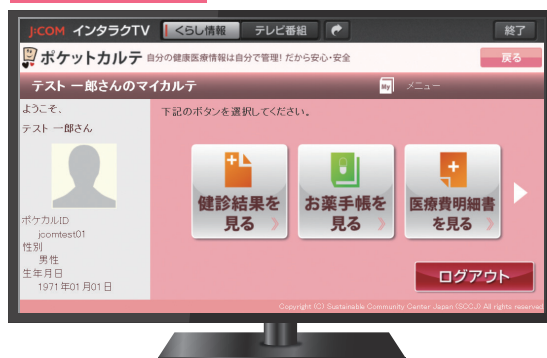 J:COM インタラクTV くらし情報 テレビ番組 終了
ポケットカルテ 自分の健康医療情報は自分で管理! だから安心・安全 戻る
テスト 一郎さんのマイカルテ My メニュー
ようこそ、
テスト 一郎さん
下記のボタンを選択してください。
健診結果を
見る
お薬手帳を
見る
医療費明細書
を見る
ポケカルID
jcomtest01
性別
男性
生年月日
1971年01月01日
ログアウト
Copyright (C) Sustainable Community Center Japan (SCCJ) All rights reserved